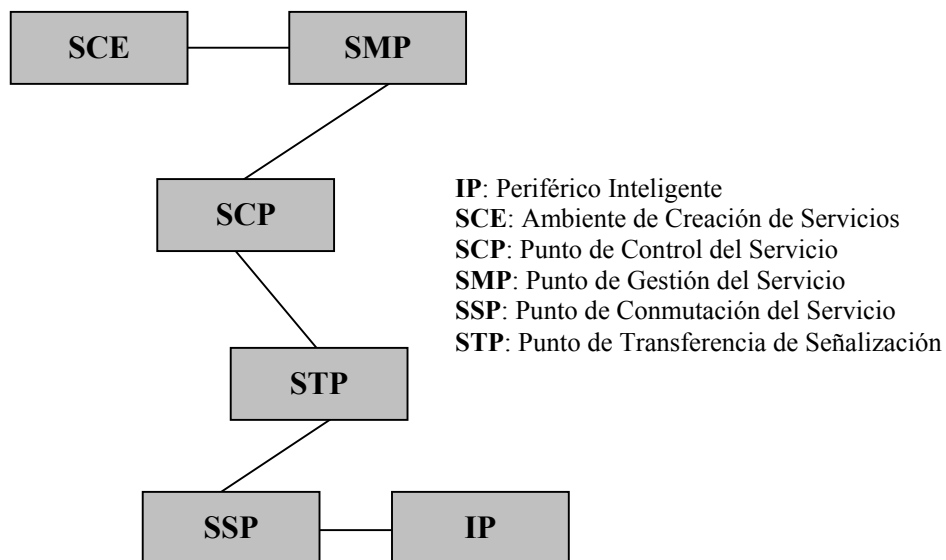 SCE
SMP
SCP
IP: Periférico Inteligente
SCE: Ambiente de Creación de Servicios
SCP: Punto de Control del Servicio
SMP: Punto de Gestión del Servicio
SSP: Punto de Conmutación del Servicio
STP: Punto de Transferencia de Señalización
STP
SSP
IP